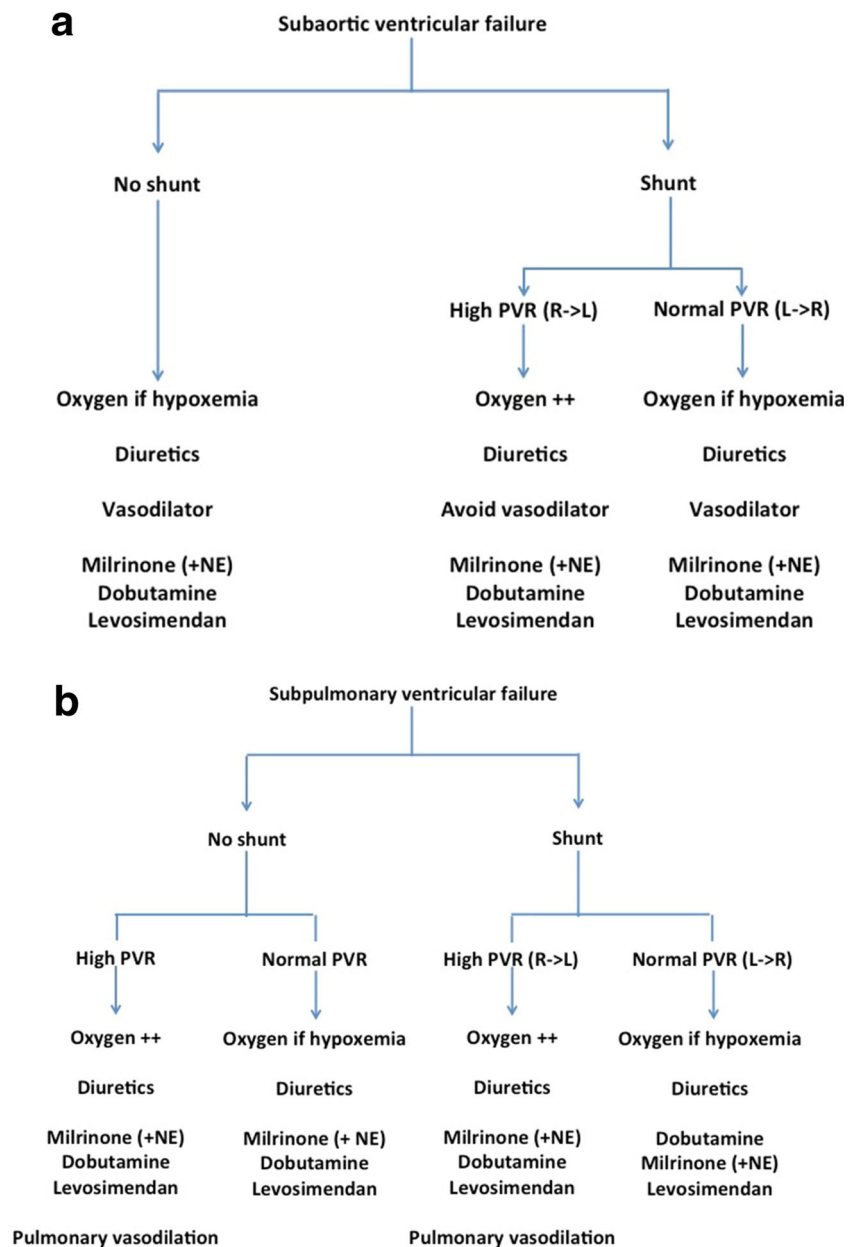 a
Subaortic ventricular failure
No shunt
Shunt
High PVR (R->L)
Normal PVR (L->R)
Oxygen if hypoxemia
Diuretics
Vasodilator
Milrinone (+NE)
Dobutamine
Levosimendan
Oxygen ++
Diuretics
Avoid vasodilator
Milrinone (+NE)
Dobutamine
Levosimendan
Oxygen if hypoxemia
Diuretics
Vasodilator
Milrinone (+NE)
Dobutamine
Levosimendan
b
Subpulmonary ventricular failure
No shunt
Shunt
High PVR
Normal PVR
High PVR (R->L)
Normal PVR (L->R)
Oxygen ++
Diuretics
Milrinone (+NE)
Dobutamine
Levosimendan
Pulmonary vasodilation
Oxygen if hypoxemia
Diuretics
Milrinone (+ NE)
Dobutamine
Levosimendan
Oxygen ++
Diuretics
Milrinone (+NE)
Dobutamine
Levosimendan
Pulmonary vasodilation
Oxygen if hypoxemia
Diuretics
Dobutamine
Milrinone (+NE)
Levosimendan